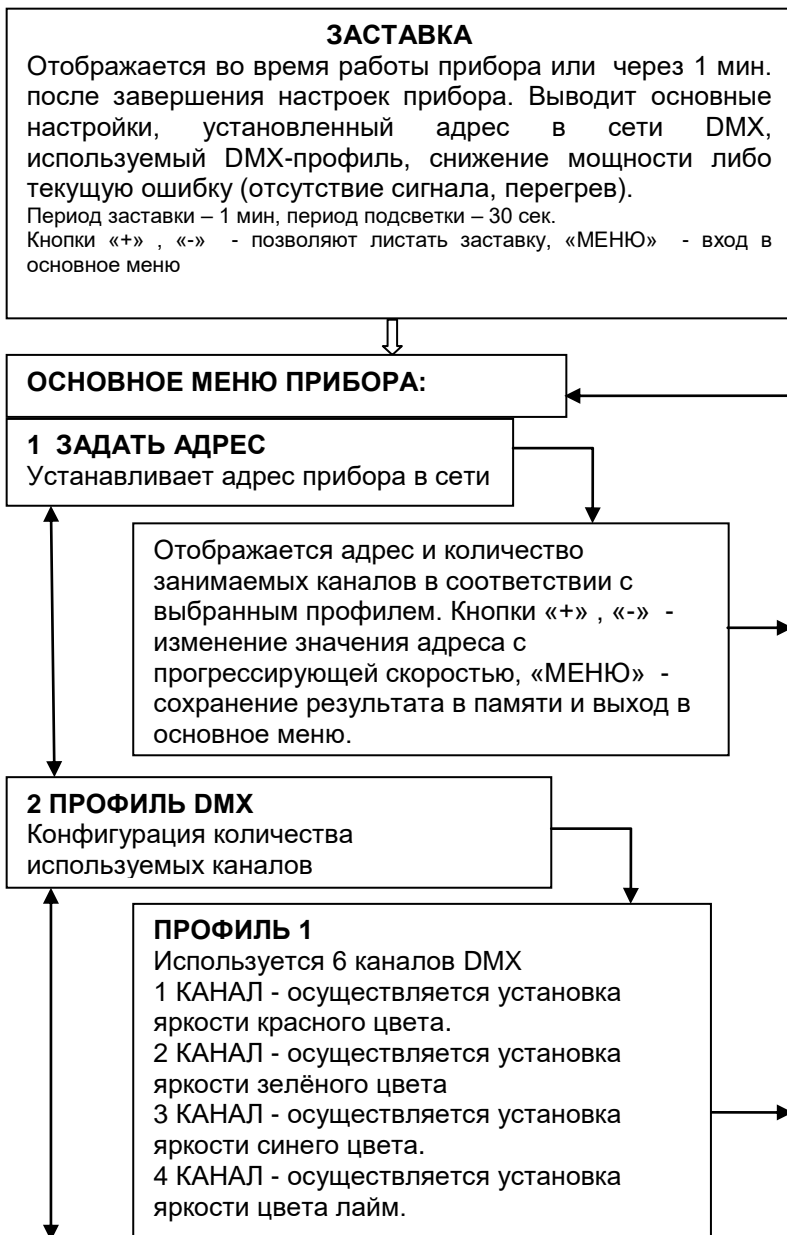 ЗАСТАВКА
Отображается во время работы прибора или через 1 мин.
после завершения настроек прибора. Выводит основные
настройки, установленный адрес в сети DMX,
используемый DMX-профиль, снижение мощности либо
текущую ошибку (отсутствие сигнала, перегрев).
Период заставки – 1 мин, период подсветки – 30 сек.
Кнопки «+» , «-» - позволяют листать заставку, «МЕНЮ» - вход в
основное меню
ОСНОВНОЕ МЕНЮ ПРИБОРА:
1 ЗАДАТЬ АДРЕС
Устанавливает адрес прибора в сети
Отображается адрес и количество
занимаемых каналов в соответствии с
выбранным профилем. Кнопки «+» , «-» -
изменение значения адреса с
прогрессирующей скоростью, «МЕНЮ» -
сохранение результата в памяти и выход в
основное меню.
2 ПРОФИЛЬ DMX
Конфигурация количества
используемых каналов
ПРОФИЛЬ 1
Используется 6 каналов DMX
1 КАНАЛ - осуществляется установка
яркости красного цвета.
2 КАНАЛ - осуществляется установка
яркости зелёного цвета
3 КАНАЛ - осуществляется установка
яркости синего цвета.
4 КАНАЛ - осуществляется установка
яркости цвета лайм.